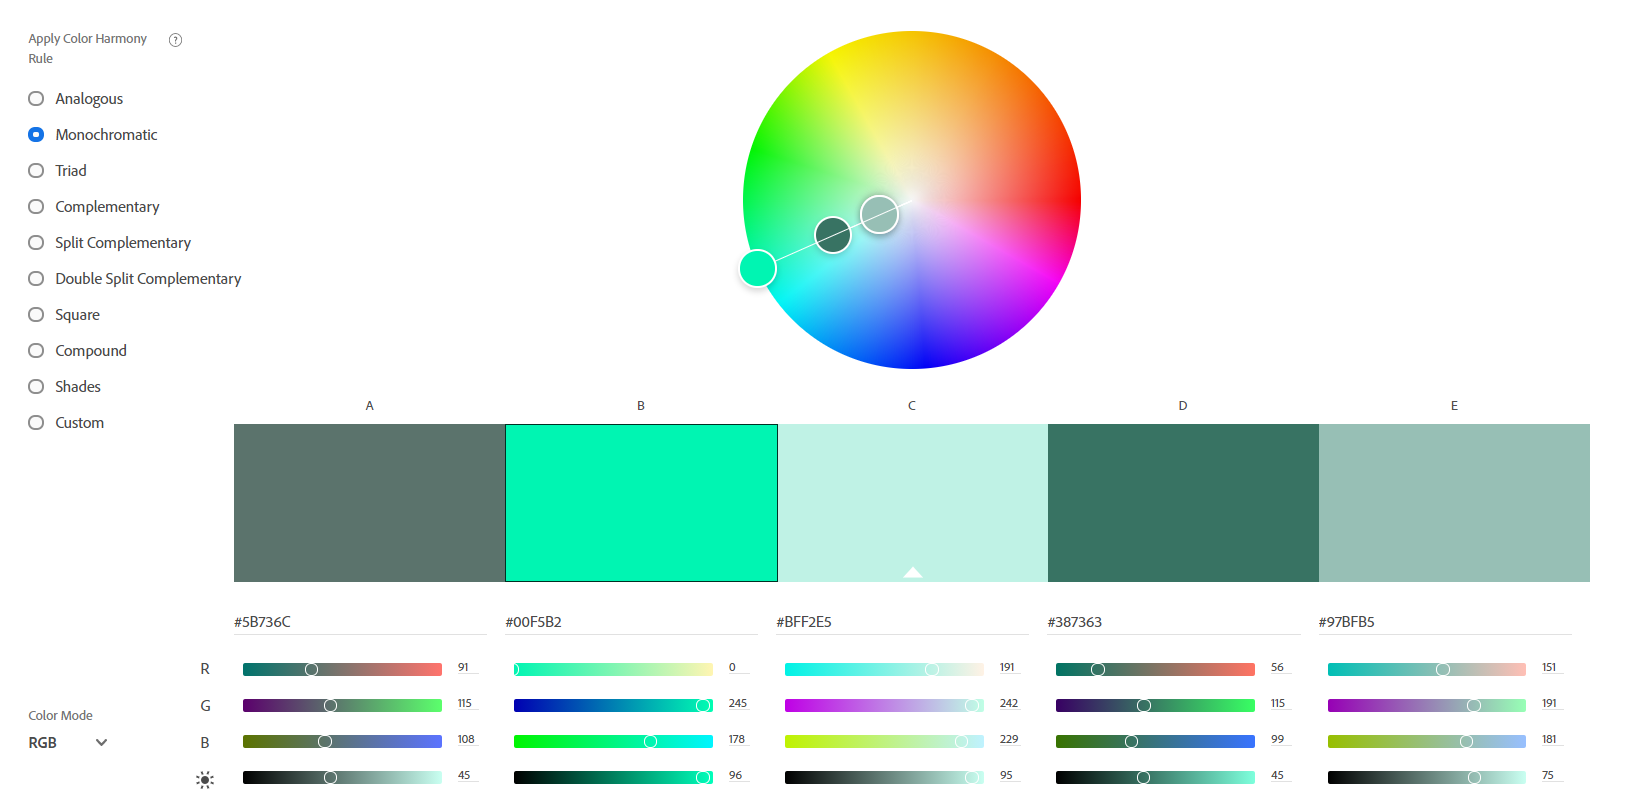 Apply Color Harmony
Rule
?
Analogous
Monochromatic
Triad
Complementary
Split Complementary
Double Split Complementary
Square
Compound
Shades
Custom
A B C D E
#5B736C #00F5B2 #BFF2E5 #387363 #97BFB5
R 91 0 191 56 151
G 115 245 242 115 191
Color Mode
RGB
B 108 178 229 99 181
45 96 95 45 75